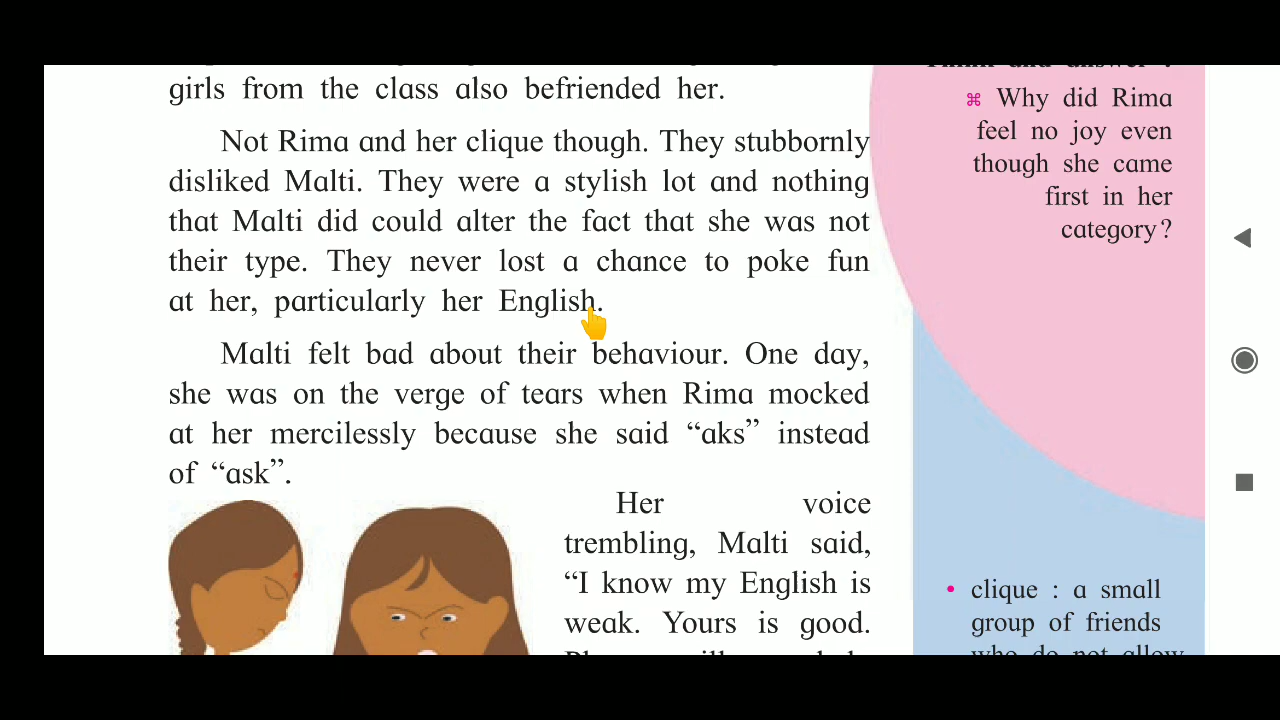 girls from the class also befriended her.
Not Rima and her clique though. They stubbornly
disliked Malti. They were a stylish lot and nothing
that Malti did could alter the fact that she was not
their type. They never lost a chance to poke fun
at her, particularly her English.
Malti felt bad about their behaviour. One day,
she was on the verge of tears when Rima mocked
at her mercilessly because she said “aks” instead
of “ask”.
Her voice
trembling, Malti said,
“I know my English is
weak. Yours is good.
⌘ Why did Rima
feel no joy even
though she came
first in her
category?
• clique : a small
group of friends
who do not allow